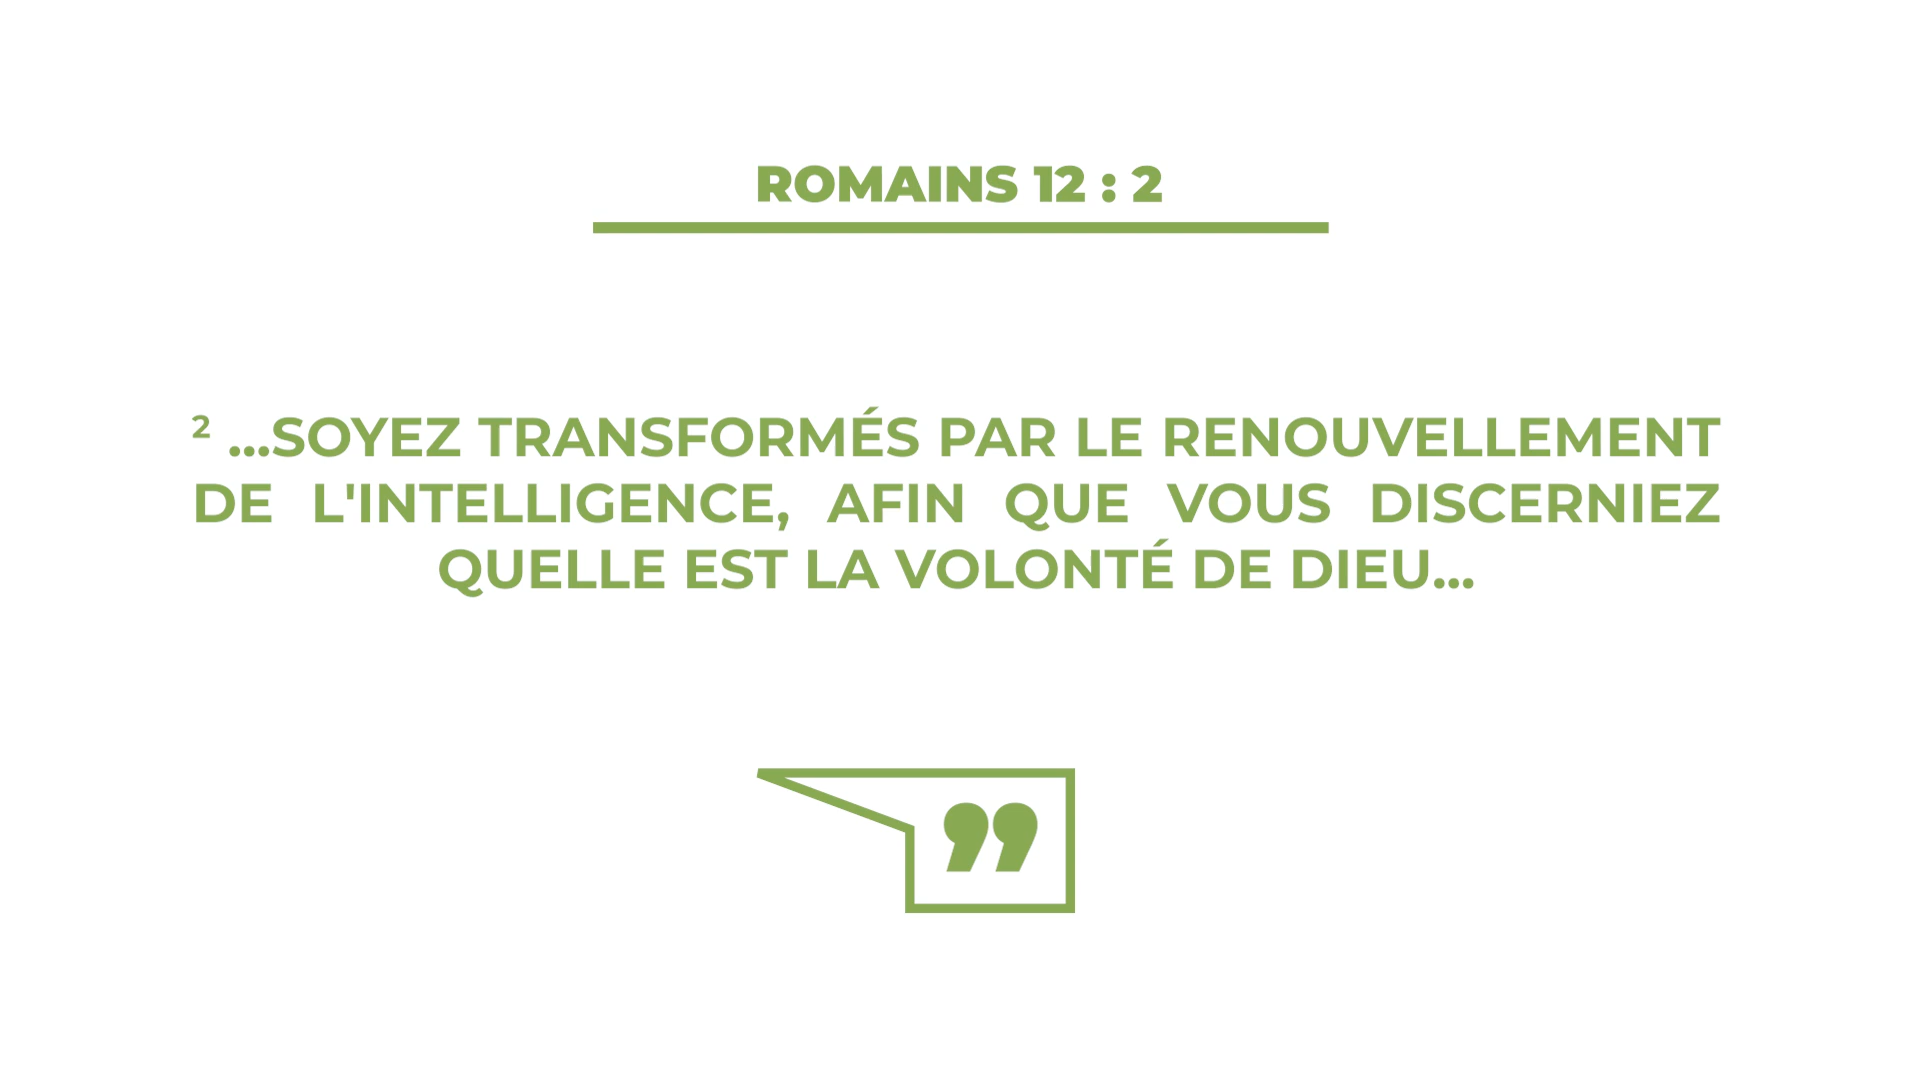 ROMAINS 12 : 2
² ...SOYEZ TRANSFORMÉS PAR LE RENOUVELLEMENT
DE L'INTELLIGENCE, AFIN QUE VOUS DISCERNIEZ
QUELLE EST LA VOLONTÉ DE DIEU...
”